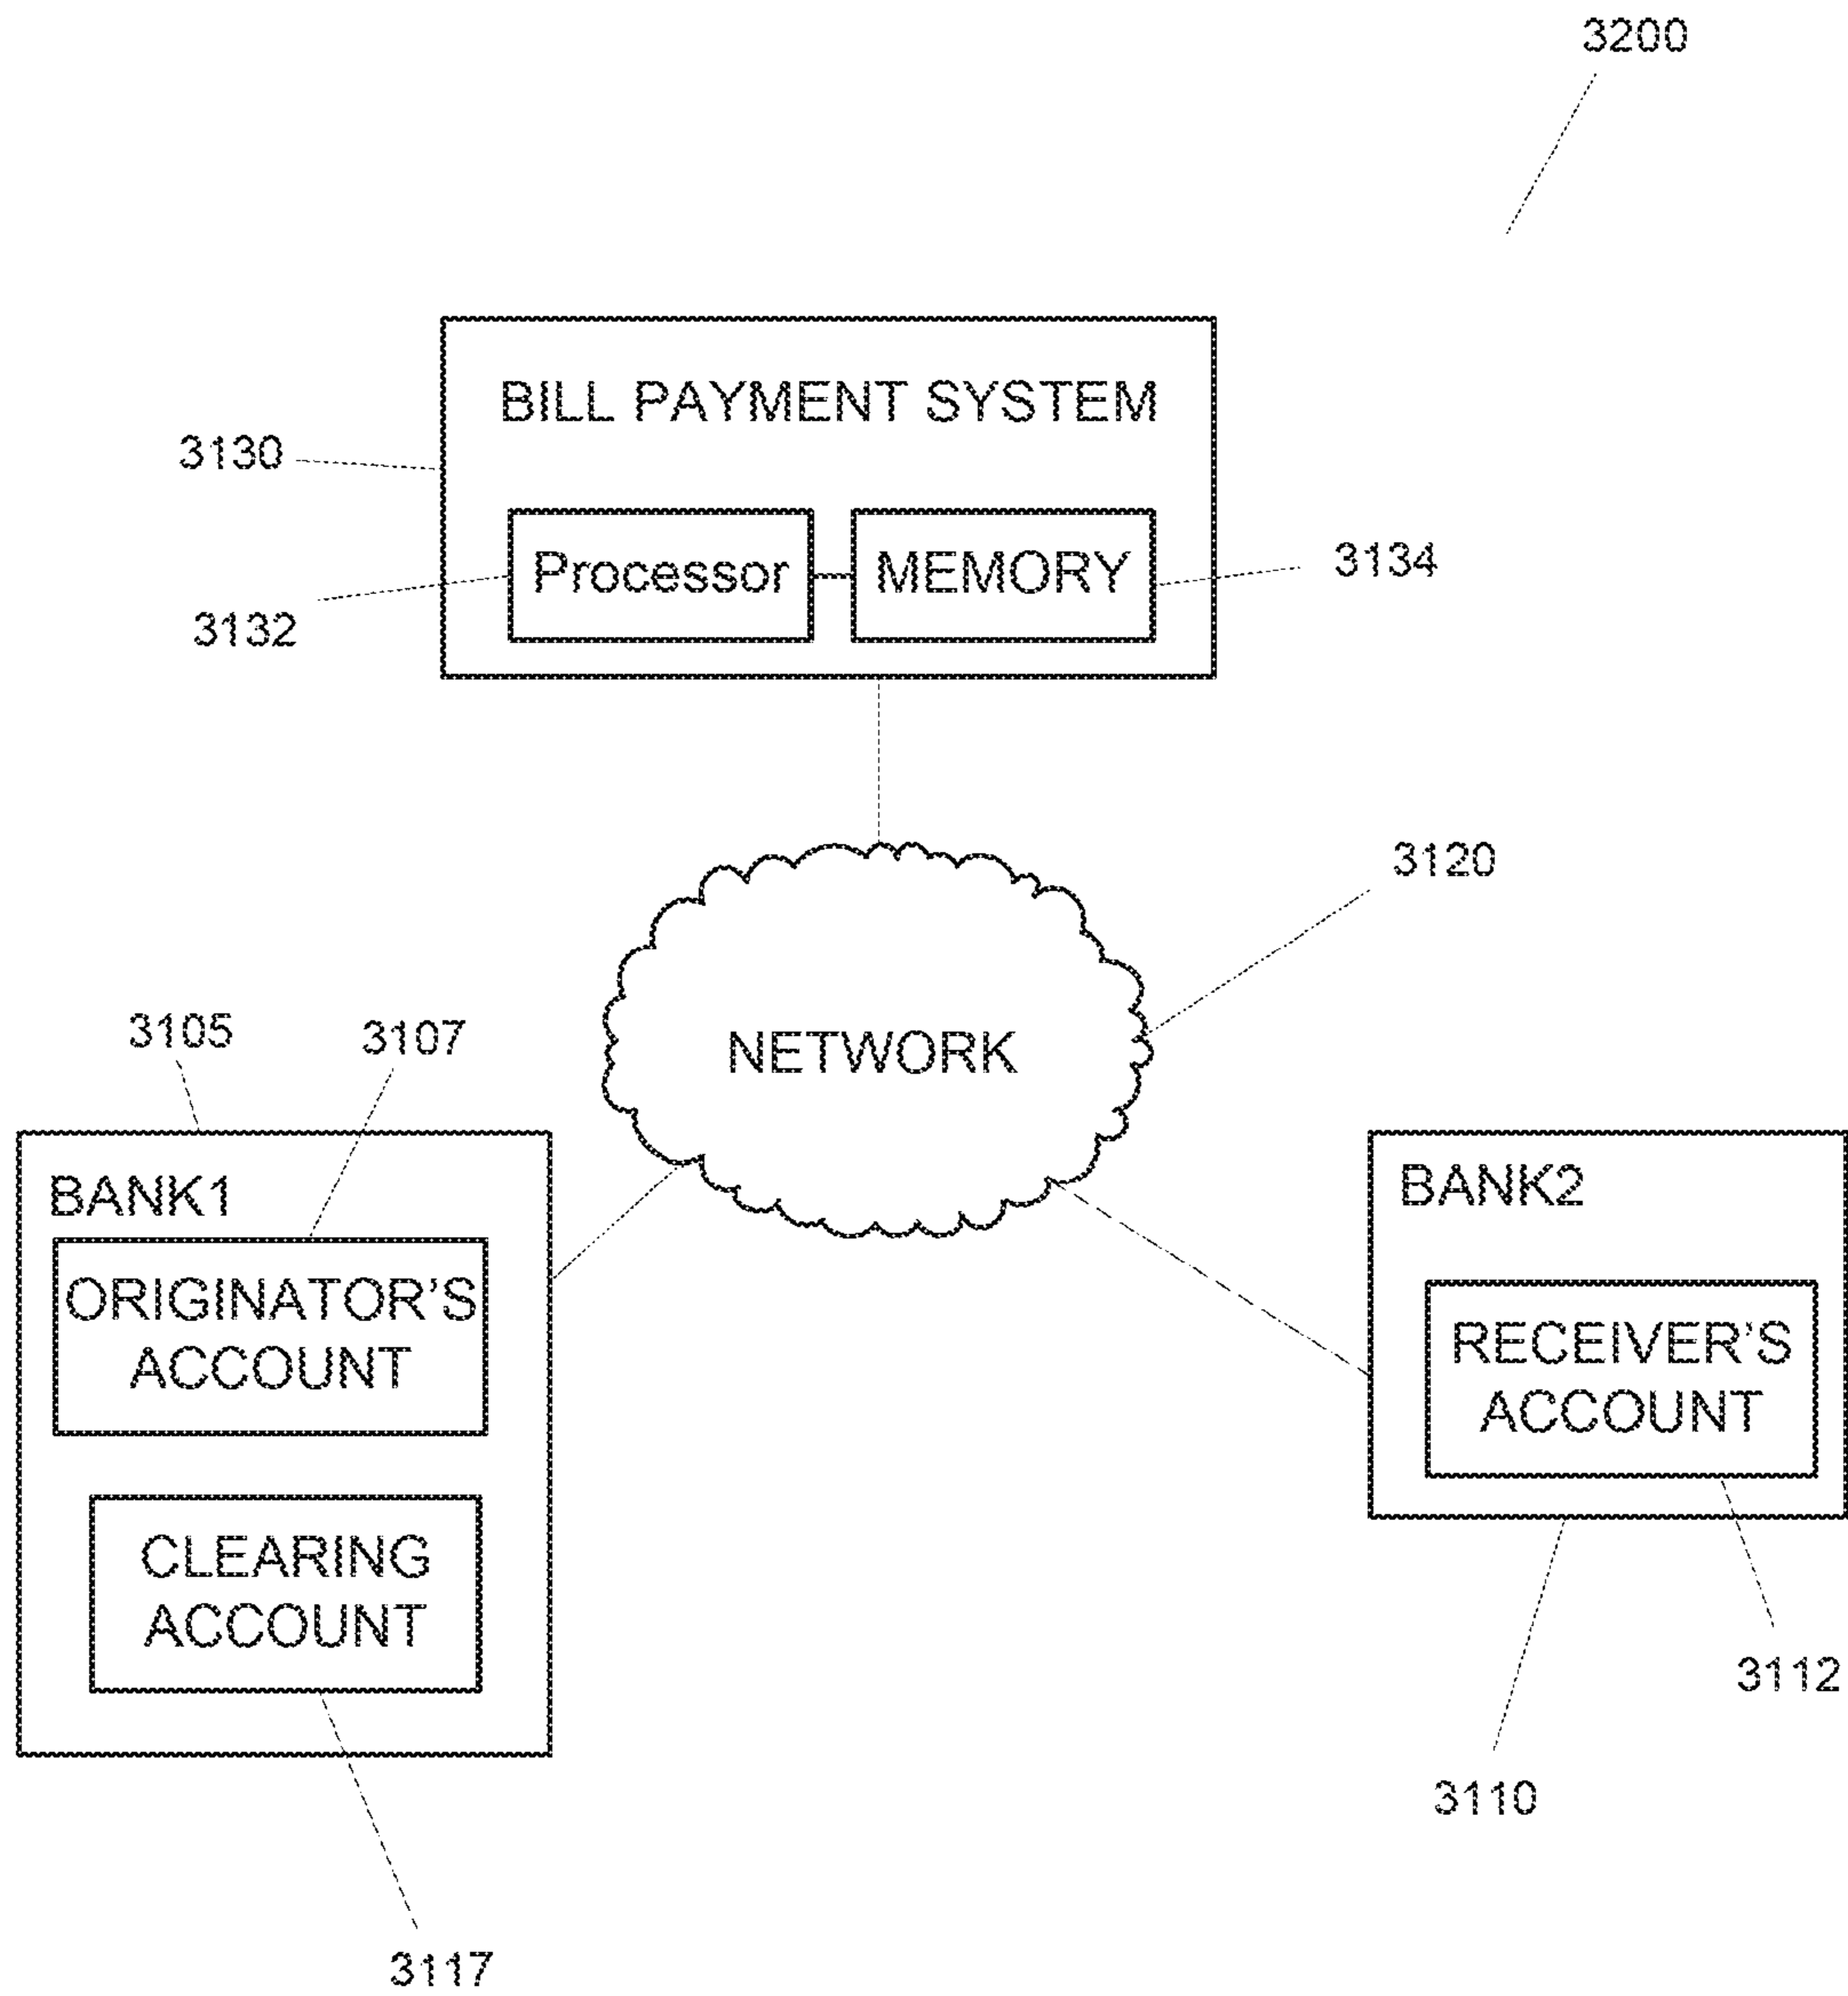 3200
BILL PAYMENT SYSTEM
3130
Processor
MEMORY
3134
3132
3120
NETWORK
3105
3107
BANK1
ORIGINATOR'S
ACCOUNT
CLEARING
ACCOUNT
3117
BANK2
RECEIVER'S
ACCOUNT
3112
3110